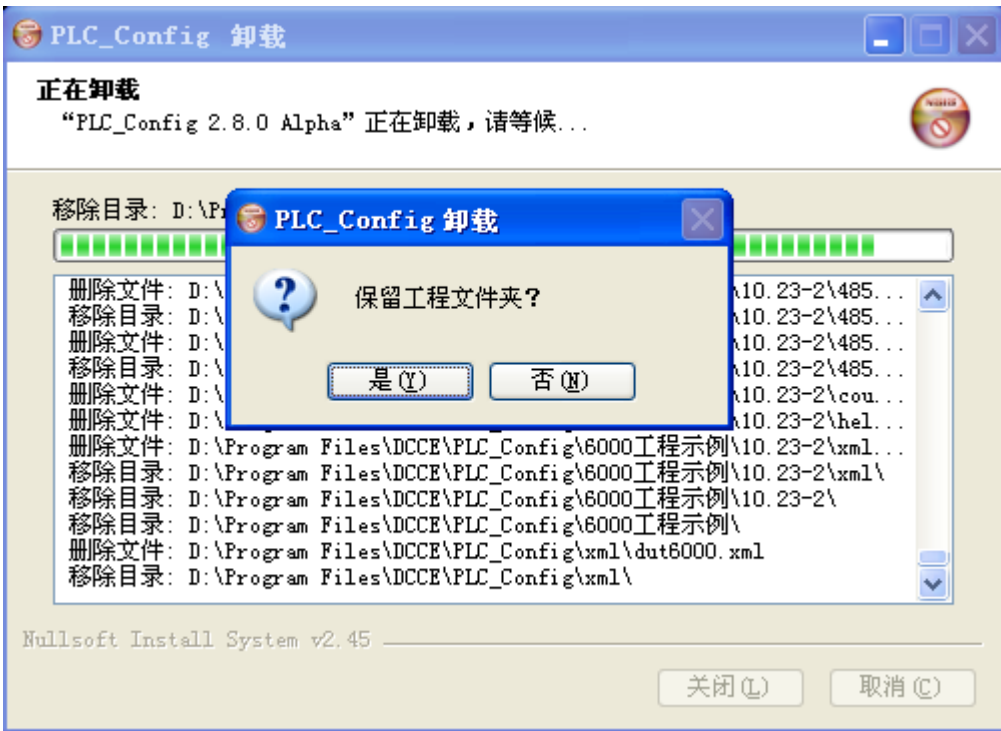 PLC_Config 卸载
正在卸载
“PLC_Config 2.8.0 Alpha”正在卸载，请等候...
移除目录: D:\Pr
PLC_Config 卸载
保留工程文件夹?
是(Y)
否(N)
删除文件: D:\ \10.23-2\485...
移除目录: D:\ \10.23-2\485...
删除文件: D:\ \10.23-2\485...
移除目录: D:\ \10.23-2\485...
删除文件: D:\ \10.23-2\cou...
删除文件: D:\ \10.23-2\hel...
删除文件: D:\Program Files\DCCE\PLC_Config\6000工程示例\10.23-2\xml...
移除目录: D:\Program Files\DCCE\PLC_Config\6000工程示例\10.23-2\xml\
移除目录: D:\Program Files\DCCE\PLC_Config\6000工程示例\10.23-2\
移除目录: D:\Program Files\DCCE\PLC_Config\6000工程示例\
删除文件: D:\Program Files\DCCE\PLC_Config\xml\dut6000.xml
移除目录: D:\Program Files\DCCE\PLC_Config\xml\
Nullsoft Install System v2.45
关闭(L)
取消(C)